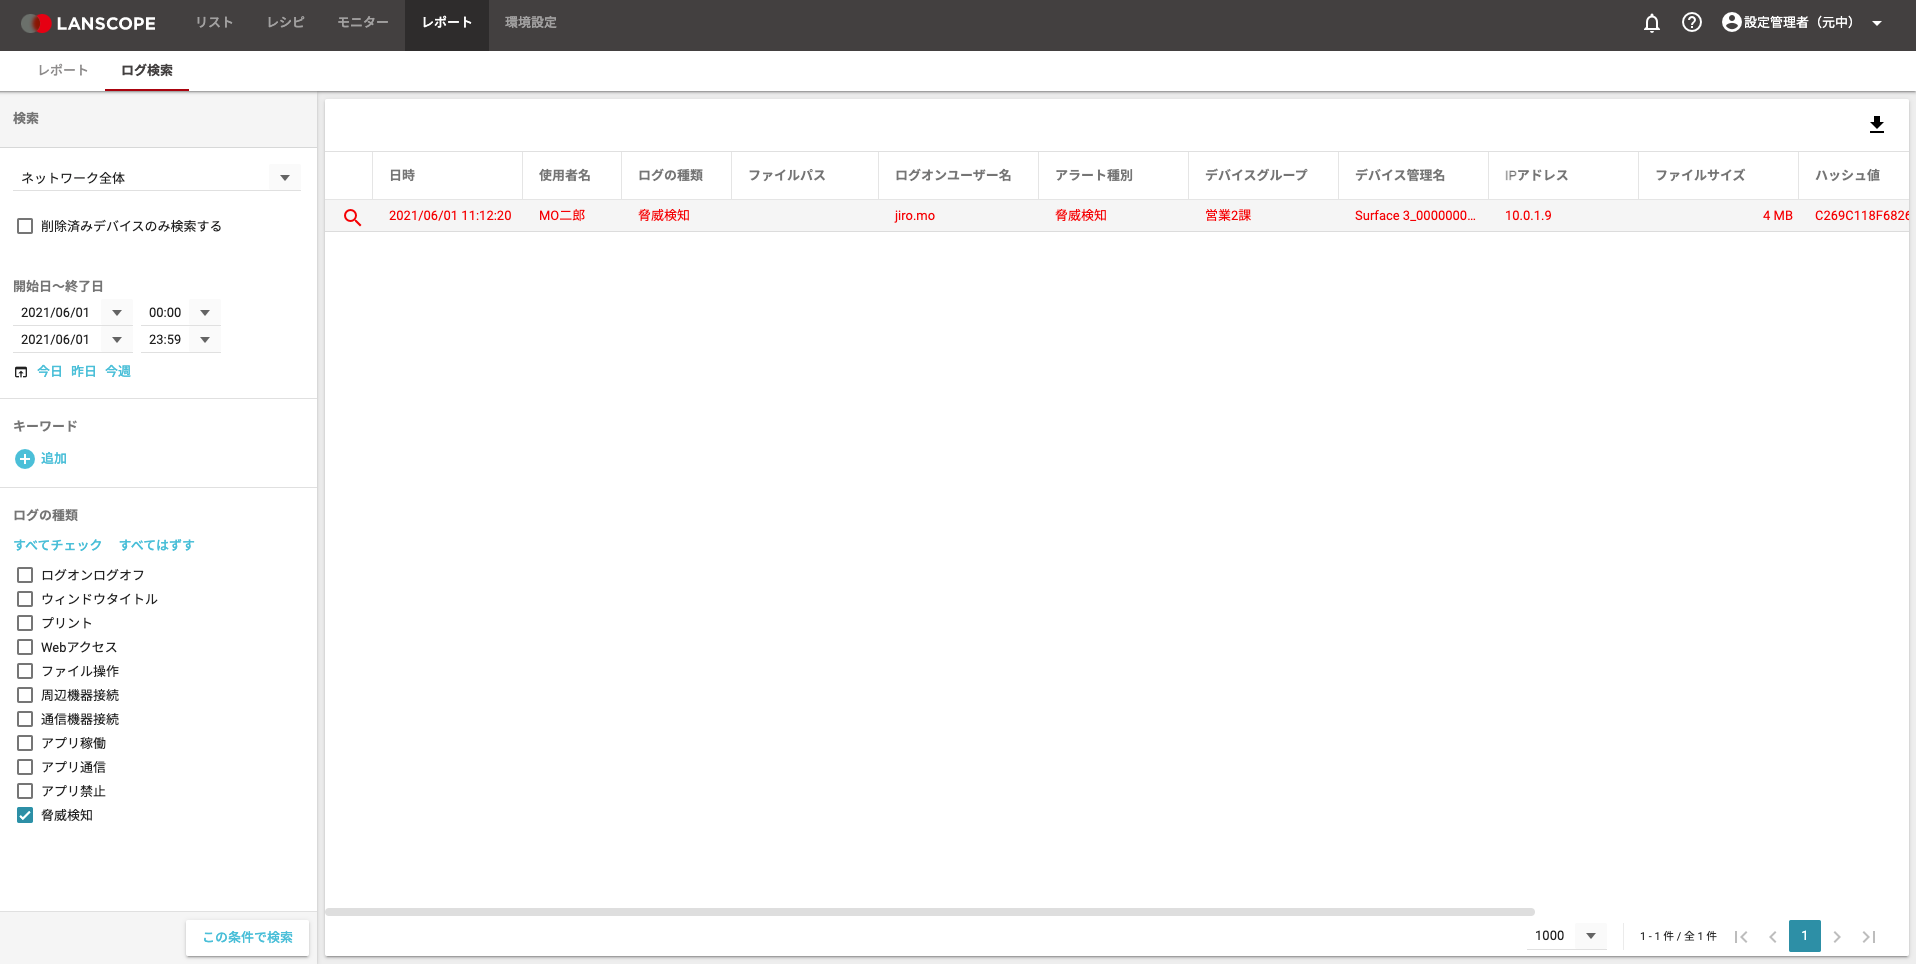 LANSCOPE リスト レシピ モニター レポート 環境設定 設定管理者（元中）
レポート ログ検索
検索
ネットワーク全体
削除済みデバイスのみ検索する
開始日〜終了日
2021/06/01 00:00
2021/06/01 23:59
今日 昨日 今週
キーワード
追加
ログの種類
すべてチェック すべてはずす
ログオンログオフ
ウィンドウタイトル
プリント
Webアクセス
ファイル操作
周辺機器接続
通信機器接続
アプリ稼働
アプリ通信
アプリ禁止
脅威検知
この条件で検索
日時 使用者名 ログの種類 ファイルパス ログオンユーザー名 アラート種別 デバイスグループ デバイス管理名 IPアドレス ファイルサイズ ハッシュ値
2021/06/01 11:12:20 MO二郎 脅威検知 jiro.mo 脅威検知 営業2課 Surface 3_0000000... 10.0.1.9 4 MB C269C118F6826
1000 1 - 1 件 / 全 1 件 1